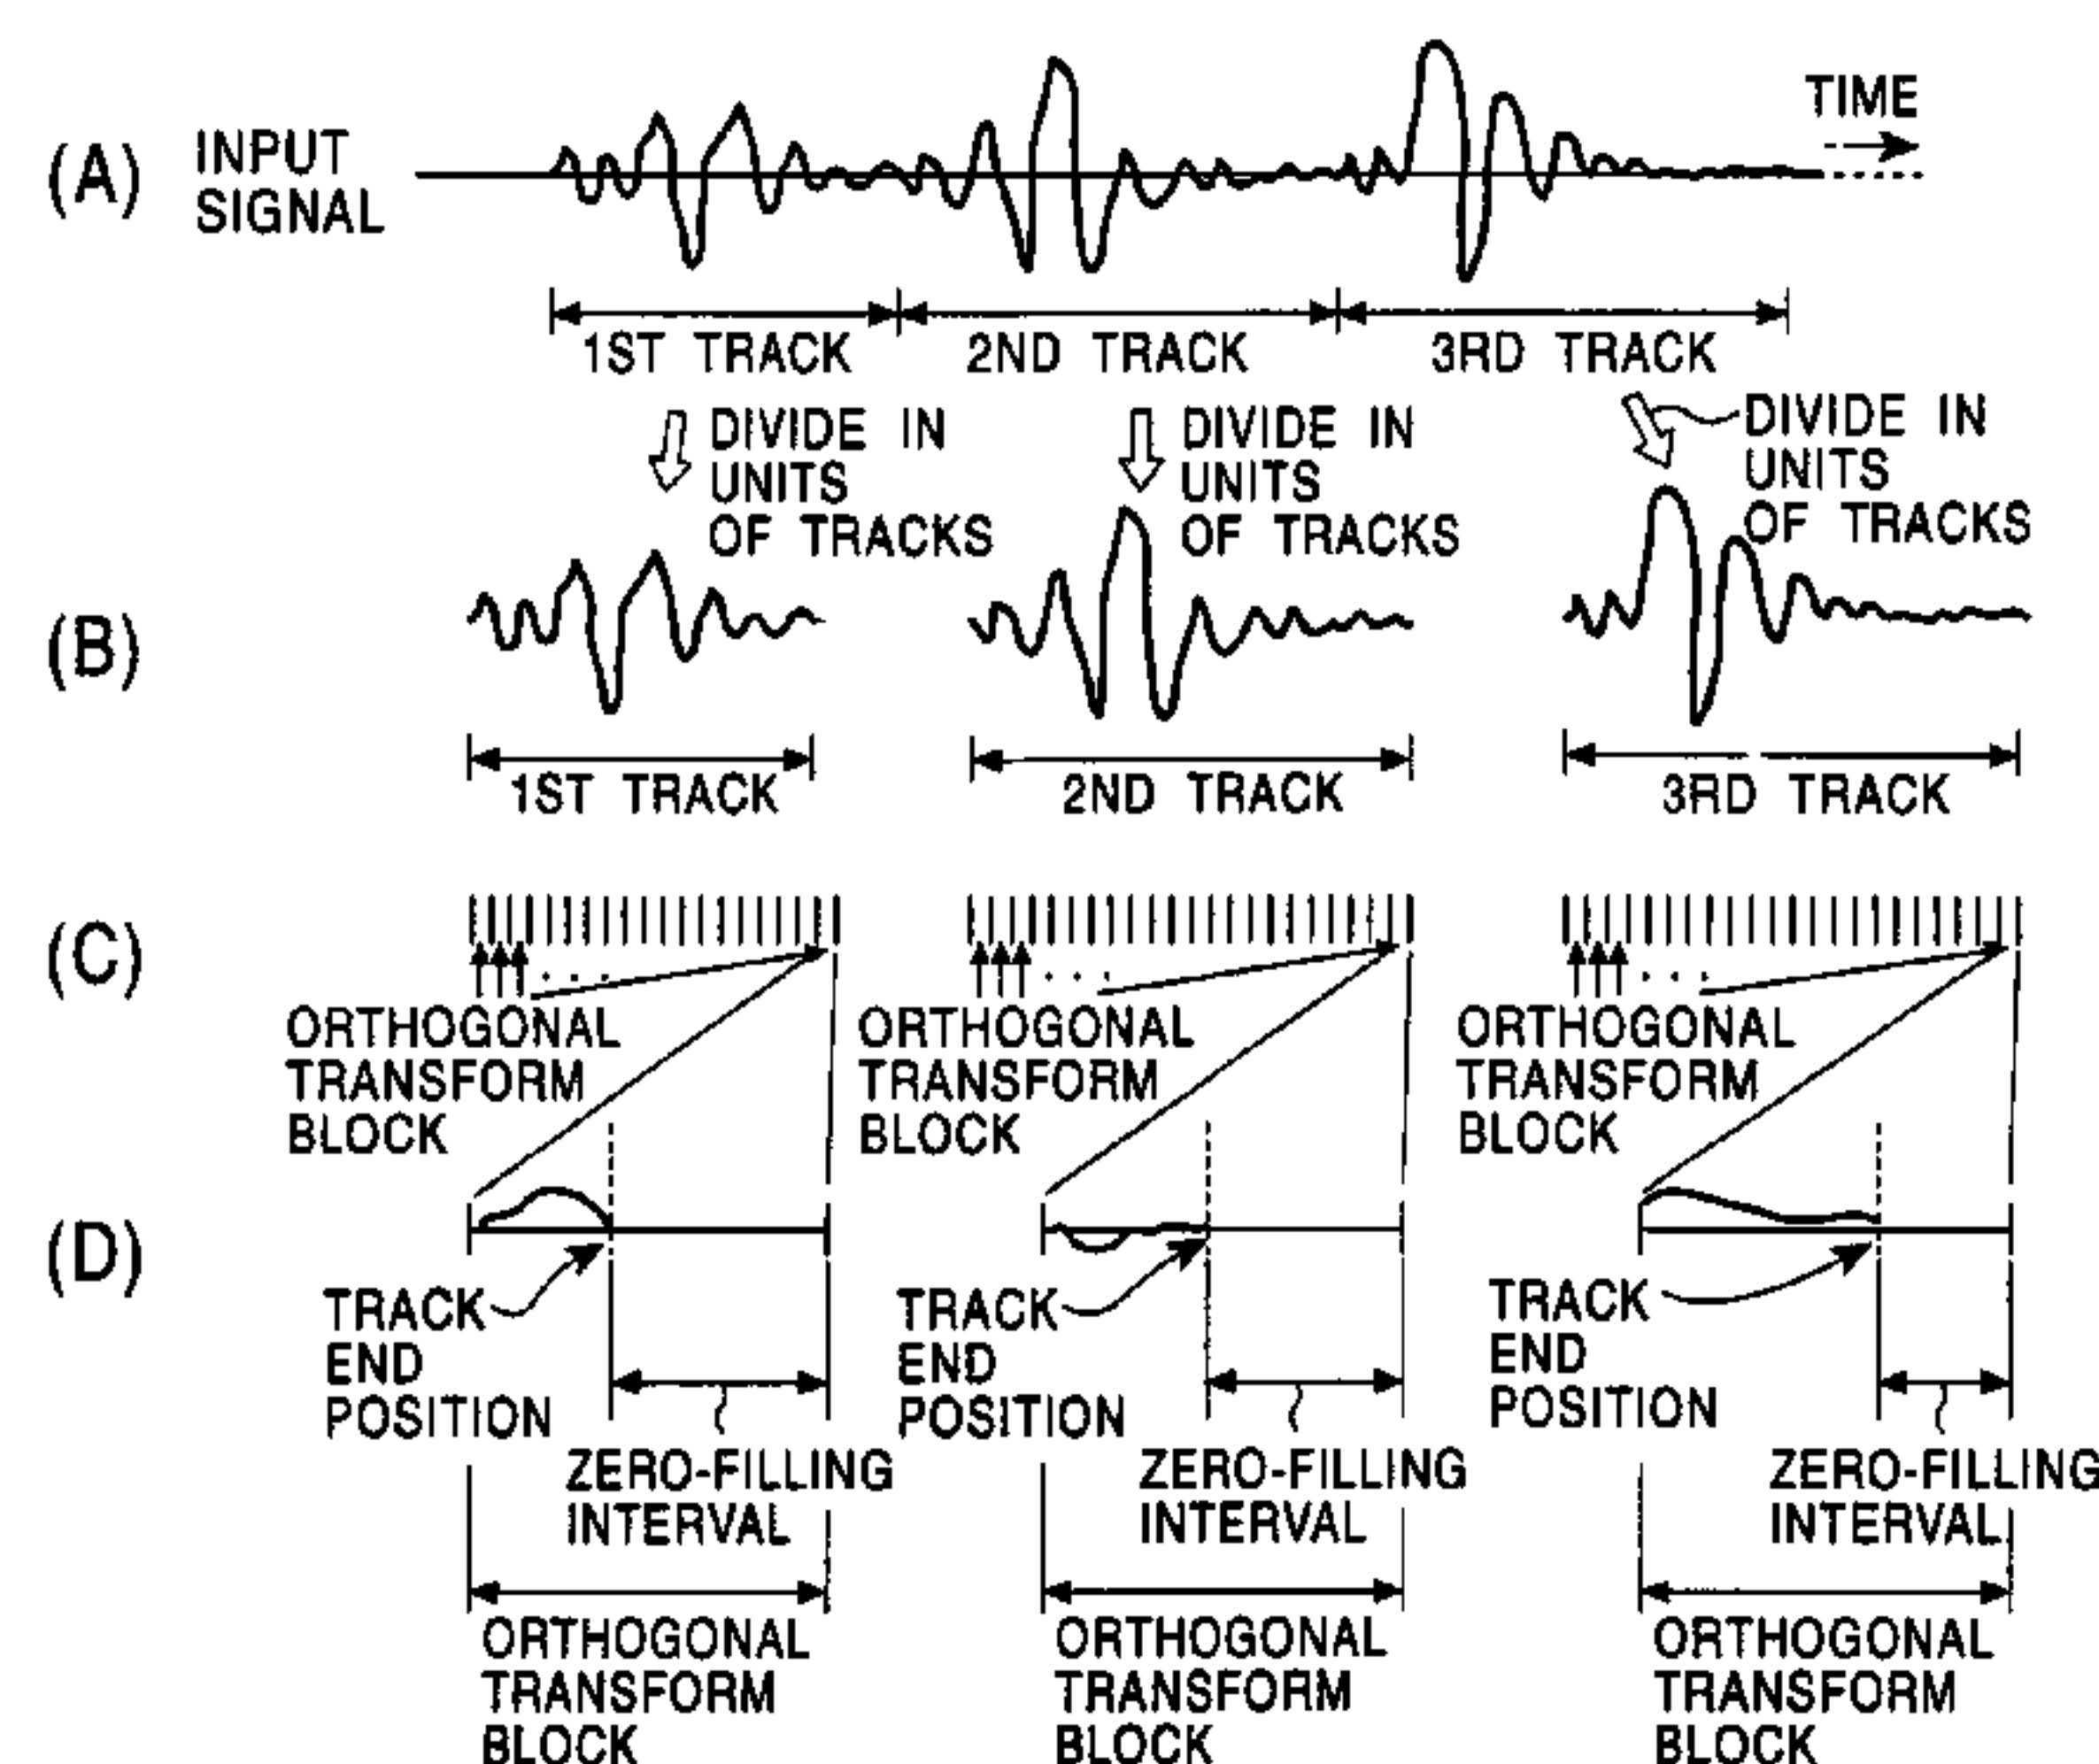 (A)
INPUT
SIGNAL
TIME
1ST TRACK
2ND TRACK
3RD TRACK
DIVIDE IN
UNITS
OF TRACKS
DIVIDE IN
UNITS
OF TRACKS
DIVIDE IN
UNITS
OF TRACKS
(B)
1ST TRACK
2ND TRACK
3RD TRACK
(C)
ORTHOGONAL
TRANSFORM
BLOCK
ORTHOGONAL
TRANSFORM
BLOCK
ORTHOGONAL
TRANSFORM
BLOCK
(D)
TRACK
END
POSITION
TRACK
END
POSITION
TRACK
END
POSITION
ZERO-FILLING
INTERVAL
ZERO-FILLING
INTERVAL
ZERO-FILLING
INTERVAL
ORTHOGONAL
TRANSFORM
BLOCK
ORTHOGONAL
TRANSFORM
BLOCK
ORTHOGONAL
TRANSFORM
BLOCK